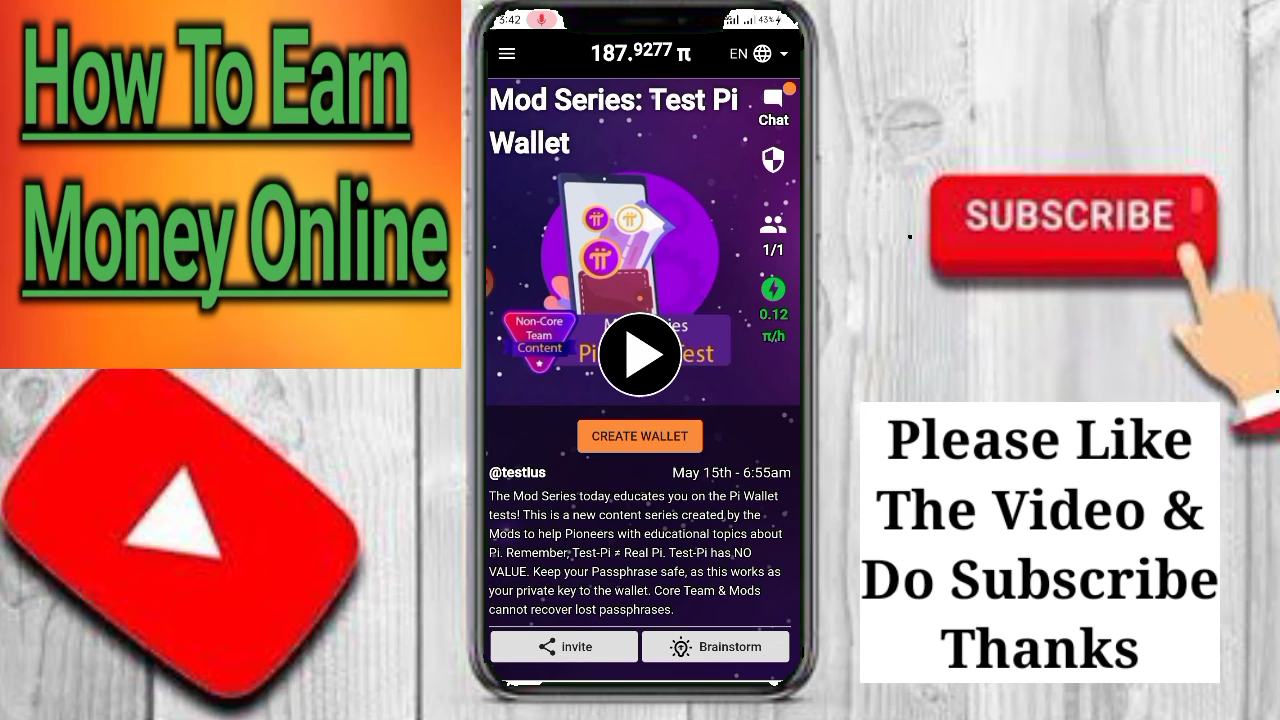 How To Earn
Money Online
3:42
43%
187.9277 π
EN
Mod Series: Test Pi
Wallet
Chat
1/1
0.12
π/h
Non-Core
Team
Content
CREATE WALLET
@testius
May 15th - 6:55am
The Mod Series today educates you on the Pi Wallet
tests! This is a new content series created by the
Mods to help Pioneers with educational topics about
Pi. Remember, Test-Pi ≠ Real Pi. Test-Pi has NO
VALUE. Keep your Passphrase safe, as this works as
your private key to the wallet. Core Team & Mods
cannot recover lost passphrases.
invite
Brainstorm
SUBSCRIBE
Please Like
The Video &
Do Subscribe
Thanks